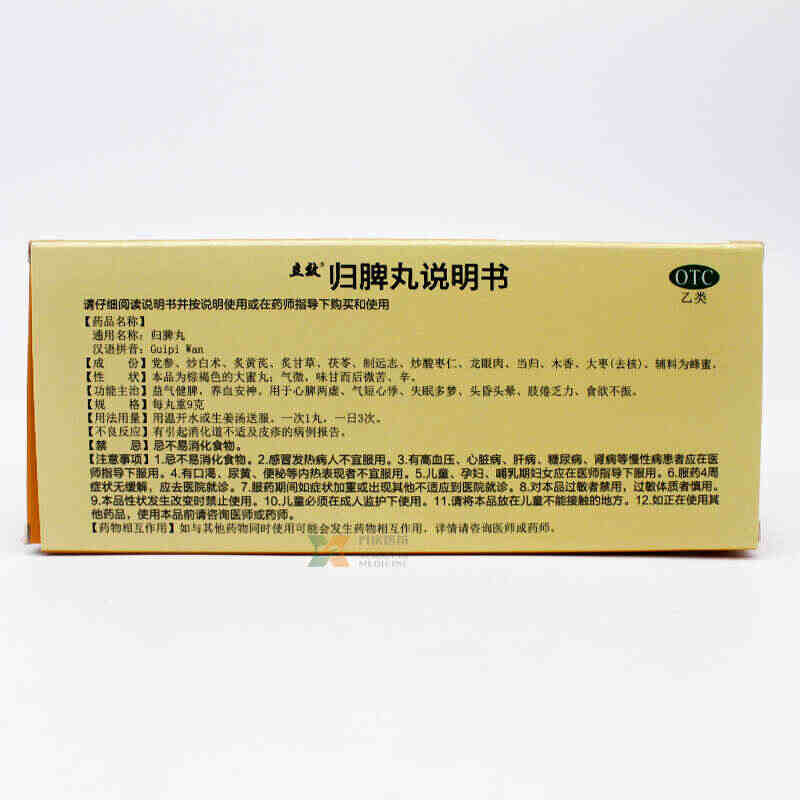 立效® 归脾丸说明书
OTC
乙类
请仔细阅读说明书并按说明使用或在药师指导下购买和使用
【药品名称】
通用名称：归脾丸
汉语拼音：Guipi Wan
【成　份】党参、炒白术、炙黄芪、炙甘草、茯苓、制远志、炒酸枣仁、龙眼肉、当归、木香、大枣(去核)。辅料为蜂蜜。
【性　状】本品为棕褐色的大蜜丸；气微，味甘而后微苦、辛。
【功能主治】益气健脾，养血安神。用于心脾两虚、气短心悸、失眠多梦、头昏头晕、肢倦乏力、食欲不振。
【规　格】每丸重9克
【用法用量】用温开水或生姜汤送服。一次1丸，一日3次。
【不良反应】有引起消化道不适及皮疹的病例报告。
【禁　忌】忌不易消化食物。
【注意事项】1.忌不易消化食物。2.感冒发热病人不宜服用。3.有高血压、心脏病、肝病、糖尿病、肾病等慢性病患者应在医
师指导下服用。4.有口渴、尿黄、便秘等内热表现者不宜服用。5.儿童、孕妇、哺乳期妇女应在医师指导下服用。6.服药4周
症状无缓解，应去医院就诊。7.服药期间如症状加重或出现其他不适应到医院就诊。8.对本品过敏者禁用，过敏体质者慎用。
9.本品性状发生改变时禁止使用。10.儿童必须在成人监护下使用。11.请将本品放在儿童不能接触的地方。12.如正在使用其
他药品，使用本品前请咨询医师或药师。
【药物相互作用】如与其他药物同时使用可能会发生药物相互作用，详情请咨询医师或药师。
MEDICINE